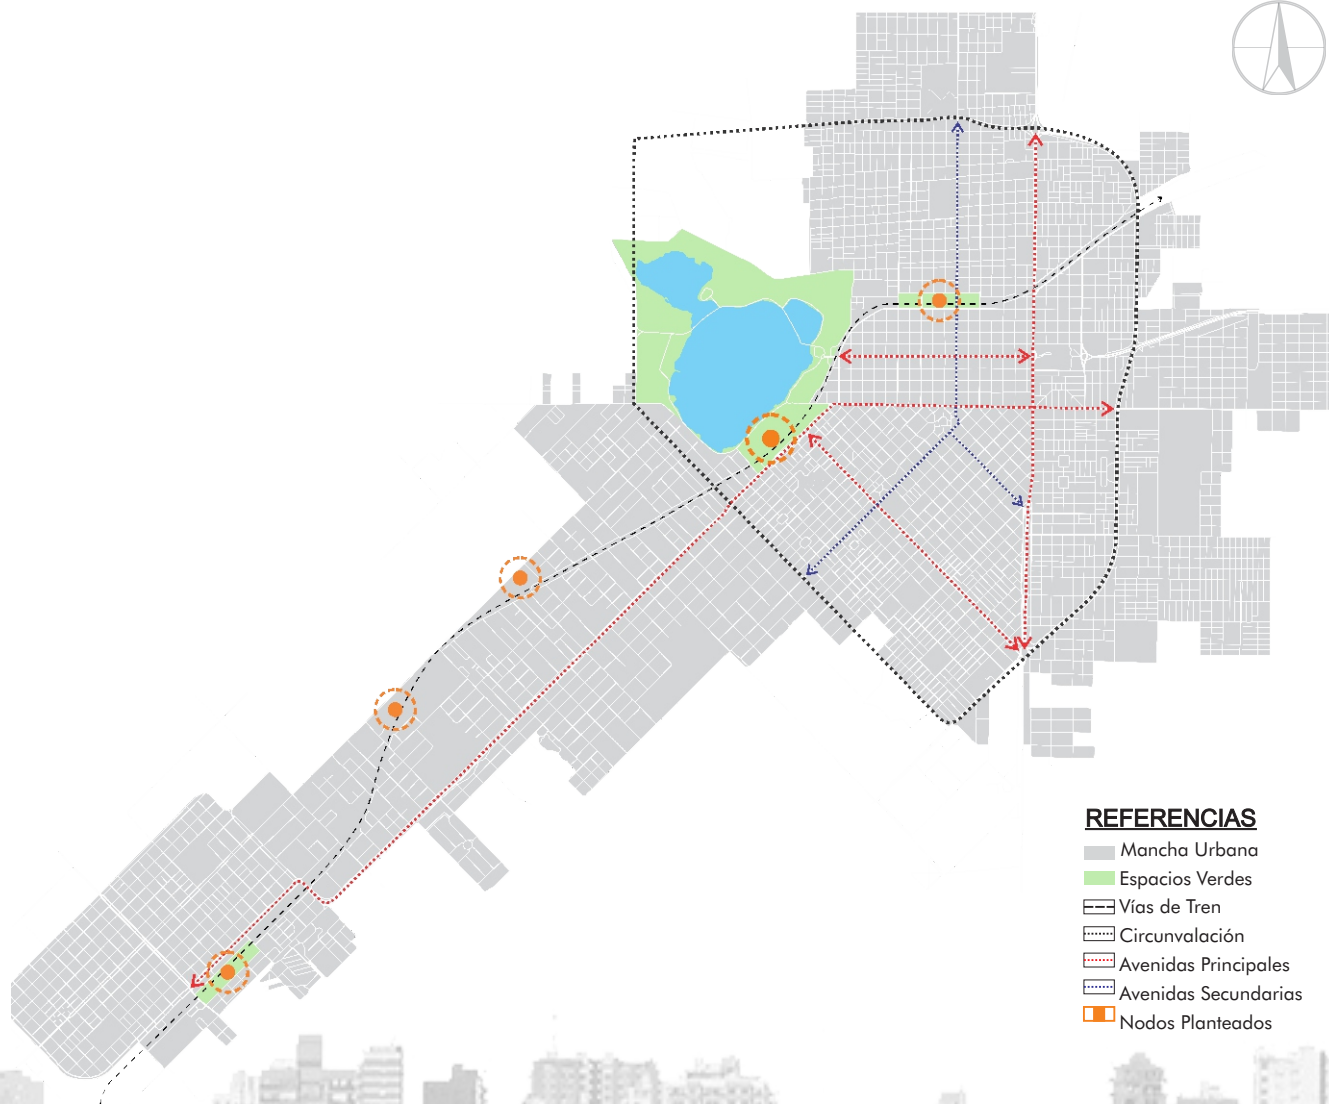 REFERENCIAS
Mancha Urbana
Espacios Verdes
Vías de Tren
Circunvalación
Avenidas Principales
Avenidas Secundarias
Nodos Planteados